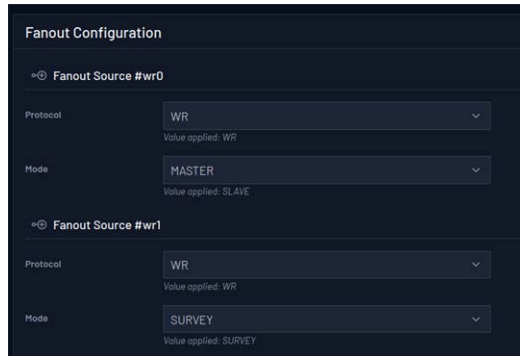 Fanout Configuration
Fanout Source #wr0
Protocol WR
Value applied: WR
Mode MASTER
Value applied: SLAVE
Fanout Source #wr1
Protocol WR
Value applied: WR
Mode SURVEY
Value applied: SURVEY